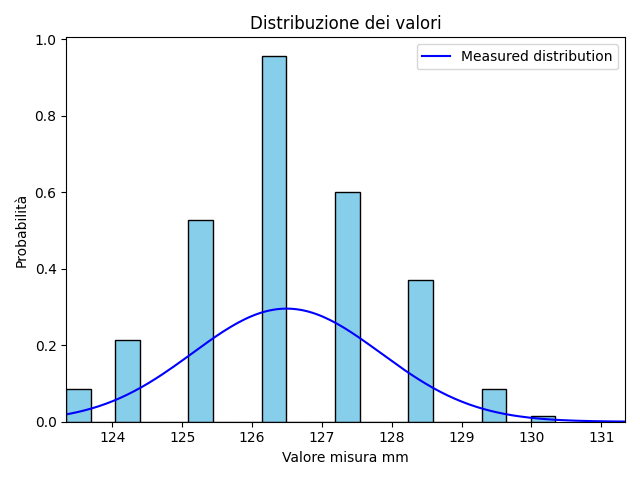 Distribuzione dei valori
Measured distribution
1.0
0.8
0.6
0.4
0.2
0.0
Probabilità
124 125 126 127 128 129 130 131
Valore misura mm